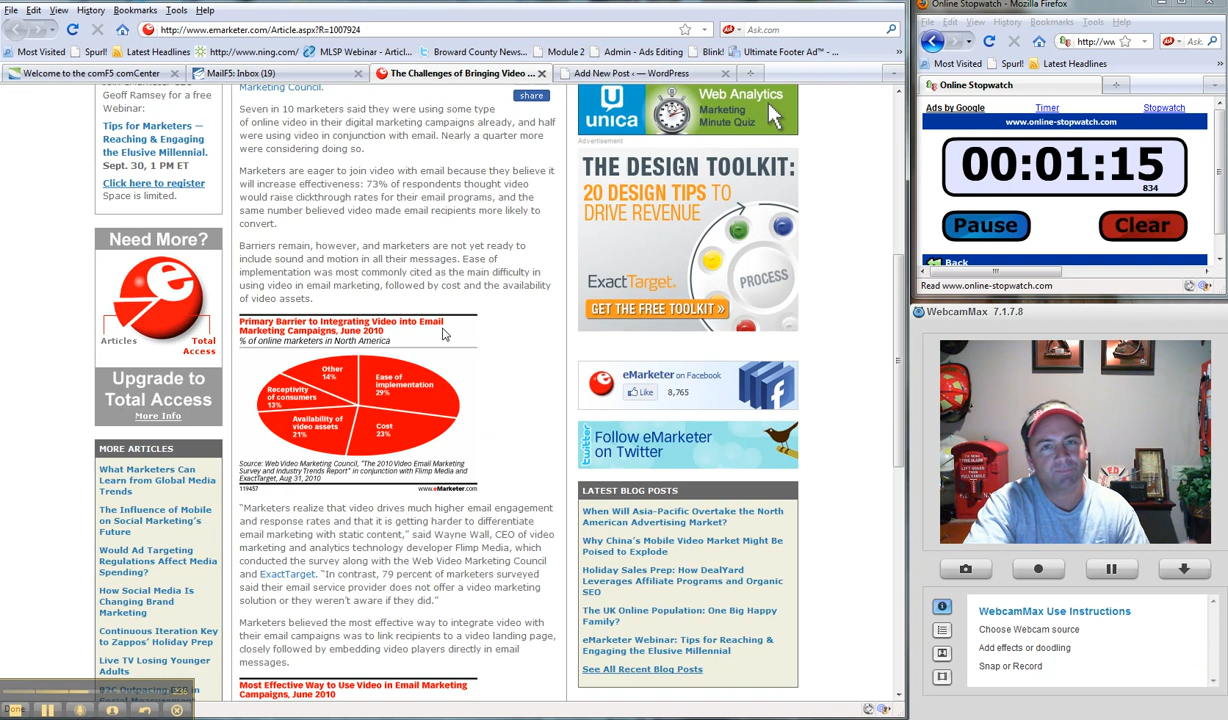 File Edit View History Bookmarks Tools Help
http://www.emarketer.com/Article.aspx?R=1007924
Ask.com
Most Visited Spurl! Latest Headlines http://www.ning.com/ MLSP Webinar - Articl... Broward County News... Module 2 Admin - Ads Editing Blink! Ultimate Footer Ad™ ...
Welcome to the comF5 comCenter
MailF5: Inbox (19)
The Challenges of Bringing Video ...
Add New Post ‹ — WordPress
Geoff Ramsey for a free
Webinar:
Tips for Marketers —
Reaching & Engaging
the Elusive Millennial.
Sept. 30, 1 PM ET
Click here to register
Space is limited.
Need More?
e
Articles
Total
Access
Upgrade to
Total Access
More Info
MORE ARTICLES
What Marketers Can
Learn from Global Media
Trends
The Influence of Mobile
on Social Marketing's
Future
Would Ad Targeting
Regulations Affect Media
Spending?
How Social Media Is
Changing Brand
Marketing
Continuous Iteration Key
to Zappos' Holiday Prep
Live TV Losing Younger
Adults
Done
Marketing Council.
share
Seven in 10 marketers said they were using some type
of online video in their digital marketing campaigns already, and half
were using video in conjunction with email. Nearly a quarter more
were considering doing so.
Marketers are eager to join video with email because they believe it
will increase effectiveness: 73% of respondents thought video
would raise clickthrough rates for their email programs, and the
same number believed video made email recipients more likely to
convert.
Barriers remain, however, and marketers are not yet ready to
include sound and motion in all their messages. Ease of
implementation was most commonly cited as the main difficulty in
using video in email marketing, followed by cost and the availability
of video assets.
Primary Barrier to Integrating Video into Email
Marketing Campaigns, June 2010
% of online marketers in North America
Other
14%
Ease of
implementation
29%
Receptivity
of consumers
13%
Availability of
video assets
21%
Cost
23%
Source: Web Video Marketing Council, "The 2010 Video Email Marketing
Survey and Industry Trends Report" in conjunction with Flimp Media and
ExactTarget, Aug 31, 2010
119457 www.eMarketer.com
"Marketers realize that video drives much higher email engagement
and response rates and that it is getting harder to differentiate
email marketing with static content," said Wayne Wall, CEO of video
marketing and analytics technology developer Flimp Media, which
conducted the survey along with the Web Video Marketing Council
and ExactTarget. "In contrast, 79 percent of marketers surveyed
said their email service provider does not offer a video marketing
solution or they weren't aware if they did."
Marketers believed the most effective way to integrate video with
their email campaigns was to link recipients to a video landing page,
closely followed by embedding video players directly in email
messages.
Most Effective Way to Use Video in Email Marketing
Campaigns, June 2010
unica
Web Analytics
Marketing
Minute Quiz
Advertisement
THE DESIGN TOOLKIT:
20 DESIGN TIPS TO
DRIVE REVENUE
ExactTarget
PROCESS
GET THE FREE TOOLKIT »
eMarketer on Facebook
Like 8,765
twitter
Follow eMarketer
on Twitter
LATEST BLOG POSTS
When Will Asia-Pacific Overtake the North
American Advertising Market?
Why China's Mobile Video Market Might Be
Poised to Explode
Holiday Sales Prep: How DealYard
Leverages Affiliate Programs and Organic
SEO
The UK Online Population: One Big Happy
Family?
eMarketer Webinar: Tips for Reaching &
Engaging the Elusive Millennial
See All Recent Blog Posts
Online Stopwatch - Mozilla Firefox
File Edit View History Bookmarks Tools Help
http://ww
Ask.
Most Visited Spurl! Latest Headlines
Online Stopwatch
Ads by Google Timer Stopwatch
www.online-stopwatch.com
00:01:15
834
Pause
Clear
Back
Read www.online-stopwatch.com
WebcamMax 7.1.7.8
WebcamMax Use Instructions
Choose Webcam source
Add effects or doodling
Snap or Record